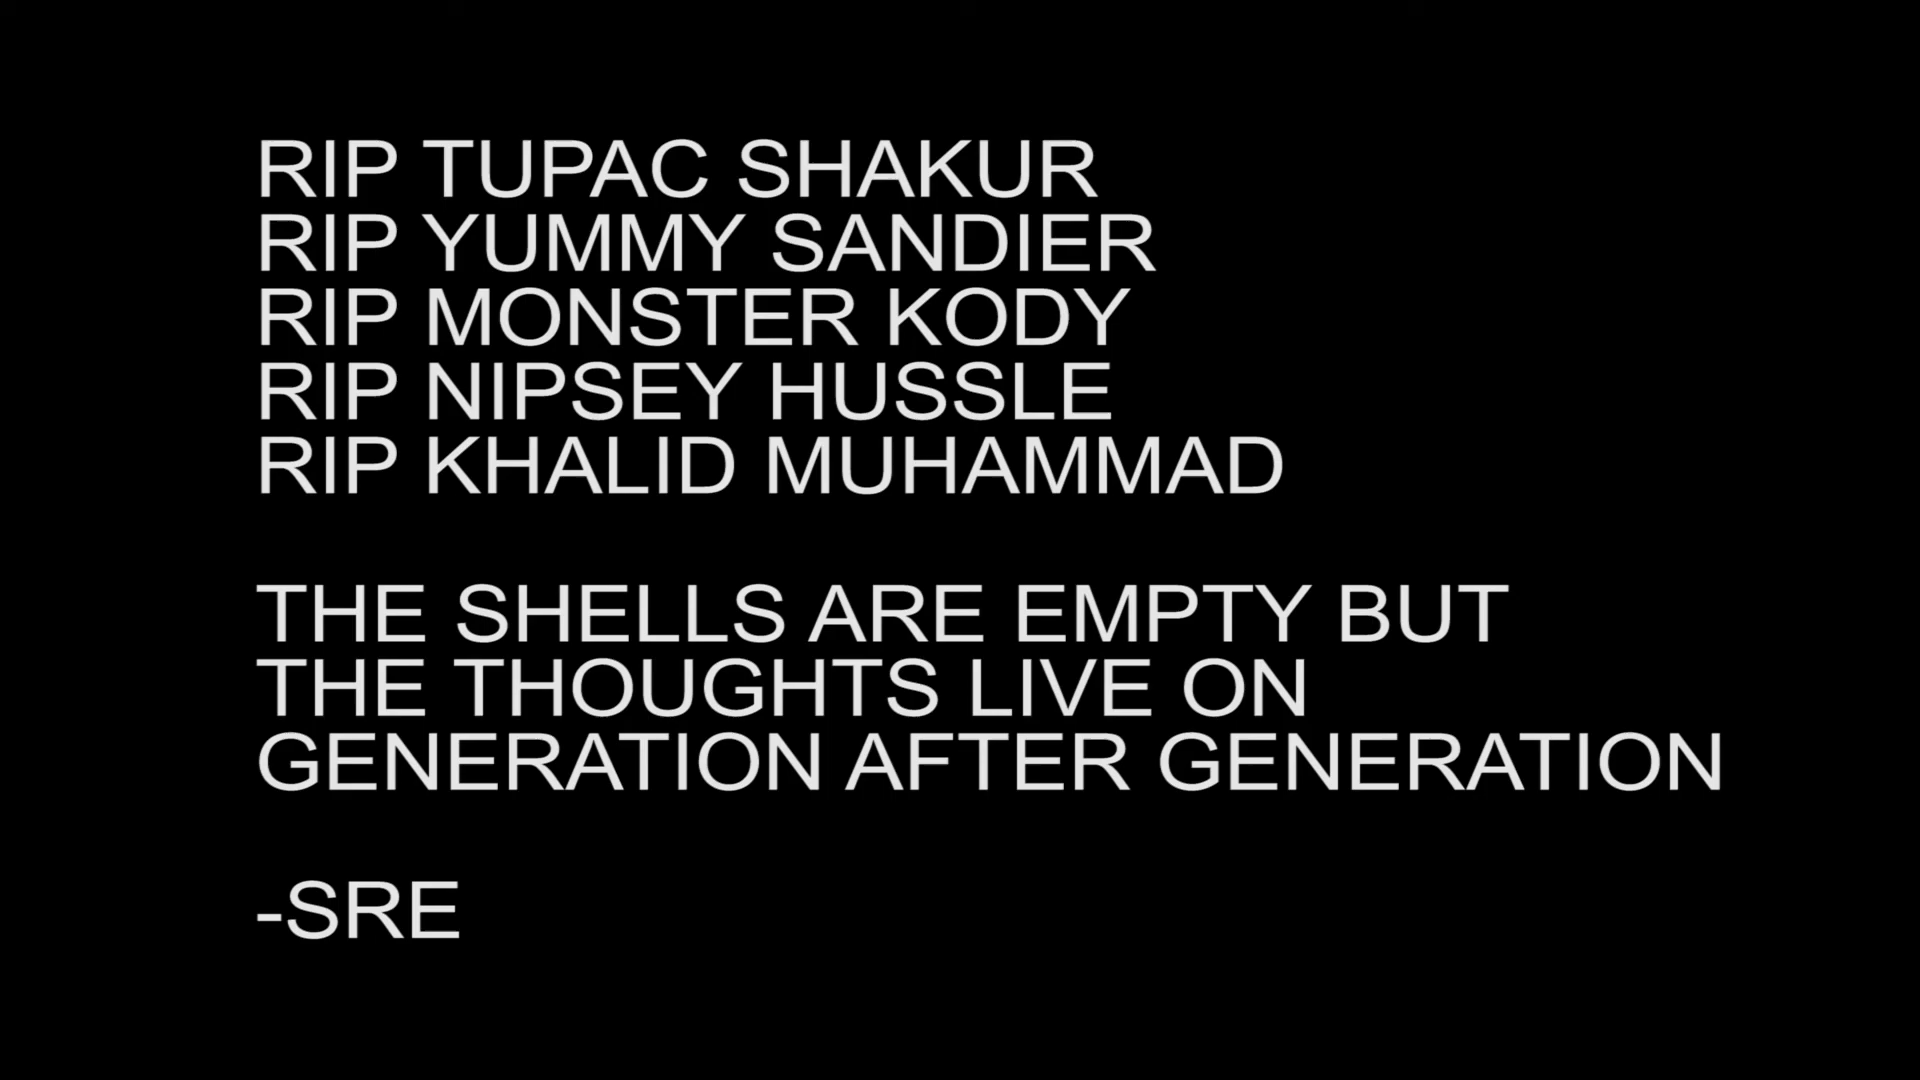 RIP TUPAC SHAKUR
RIP YUMMY SANDIER
RIP MONSTER KODY
RIP NIPSEY HUSSLE
RIP KHALID MUHAMMAD
THE SHELLS ARE EMPTY BUT
THE THOUGHTS LIVE ON
GENERATION AFTER GENERATION
-SRE